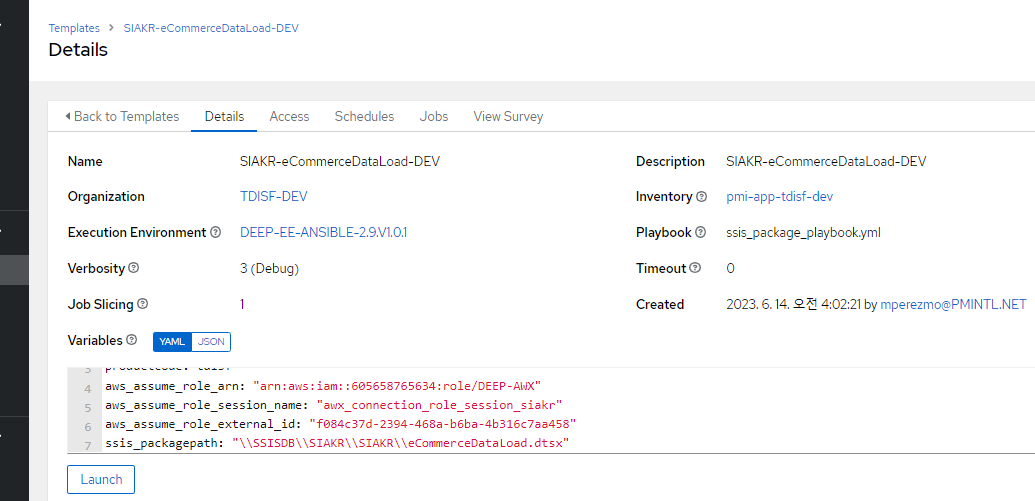 Templates > SIAKR-eCommerceDataLoad-DEV
Details
Back to Templates Details Access Schedules Jobs View Survey
Name SIAKR-eCommerceDataLoad-DEV Description SIAKR-eCommerceDataLoad-DEV
Organization TDISF-DEV Inventory pmi-app-tdisf-dev
Execution Environment DEEP-EE-ANSIBLE-2.9.V1.0.1 Playbook ssis_package_playbook.yml
Verbosity 3 (Debug) Timeout 0
Job Slicing 1 Created 2023. 6. 14. 오전 4:02:21 by mperezmo@PMINTL.NET
Variables YAML JSON
3 productcode: tdisf
4 aws_assume_role_arn: "arn:aws:iam::605658765634:role/DEEP-AWX"
5 aws_assume_role_session_name: "awx_connection_role_session_siakr"
6 aws_assume_role_external_id: "f084c37d-2394-468a-b6ba-4b316c7aa458"
7 ssis_packagepath: "\\SSISDB\\SIAKR\\SIAKR\\eCommerceDataLoad.dtsx"
Launch